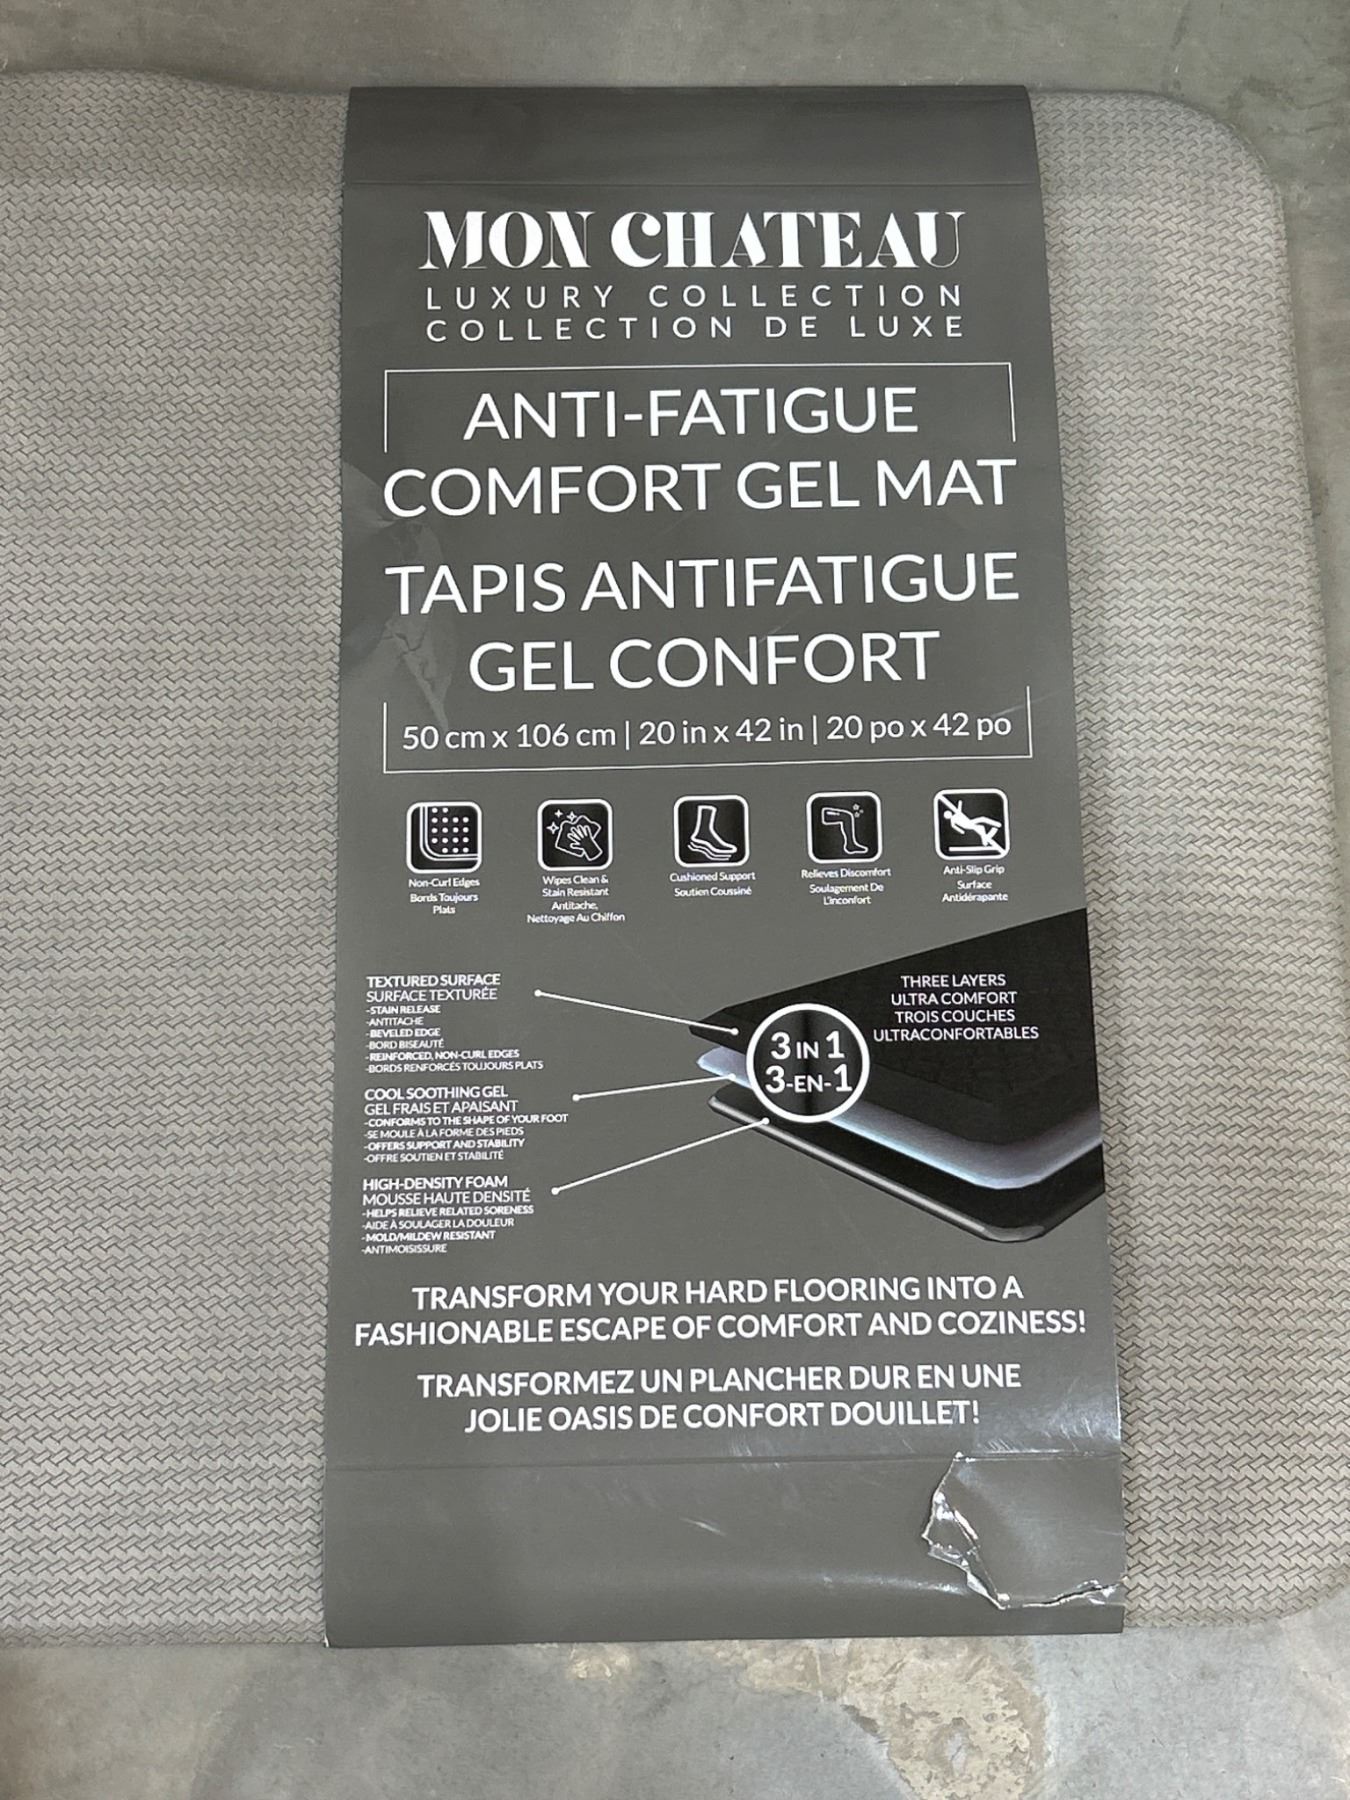 MON CHATEAU
LUXURY COLLECTION
COLLECTION DE LUXE
ANTI-FATIGUE
COMFORT GEL MAT
TAPIS ANTIFATIGUE
GEL CONFORT
50 cm x 106 cm | 20 in x 42 in | 20 po x 42 po
Non-Curl Edges
Bords Toujours
Plats
Wipes Clean &
Stain Resistant
Antitache,
Nettoyage Au Chiffon
Cushioned Support
Soutien Coussiné
Relieves Discomfort
Soulagement De
L'inconfort
Anti-Slip Grip
Surface
Antidérapante
TEXTURED SURFACE
SURFACE TEXTURÉE
-STAIN RELEASE
-ANTITACHE
-BEVELED EDGE
-BORD BISEAUTÉ
-REINFORCED, NON-CURL EDGES
-BORDS RENFORCÉS TOUJOURS PLATS
COOL SOOTHING GEL
GEL FRAIS ET APAISANT
-CONFORMS TO THE SHAPE OF YOUR FOOT
-SE MOULE À LA FORME DES PIEDS
-OFFERS SUPPORT AND STABILITY
-OFFRE SOUTIEN ET STABILITÉ
HIGH-DENSITY FOAM
MOUSSE HAUTE DENSITÉ
-HELPS RELIEVE RELATED SORENESS
-AIDE À SOULAGER LA DOULEUR
-MOLD/MILDEW RESISTANT
-ANTIMOISISSURE
3 IN 1
3-EN-1
THREE LAYERS
ULTRA COMFORT
TROIS COUCHES
ULTRACONFORTABLES
TRANSFORM YOUR HARD FLOORING INTO A
FASHIONABLE ESCAPE OF COMFORT AND COZINESS!
TRANSFORMEZ UN PLANCHER DUR EN UNE
JOLIE OASIS DE CONFORT DOUILLET!